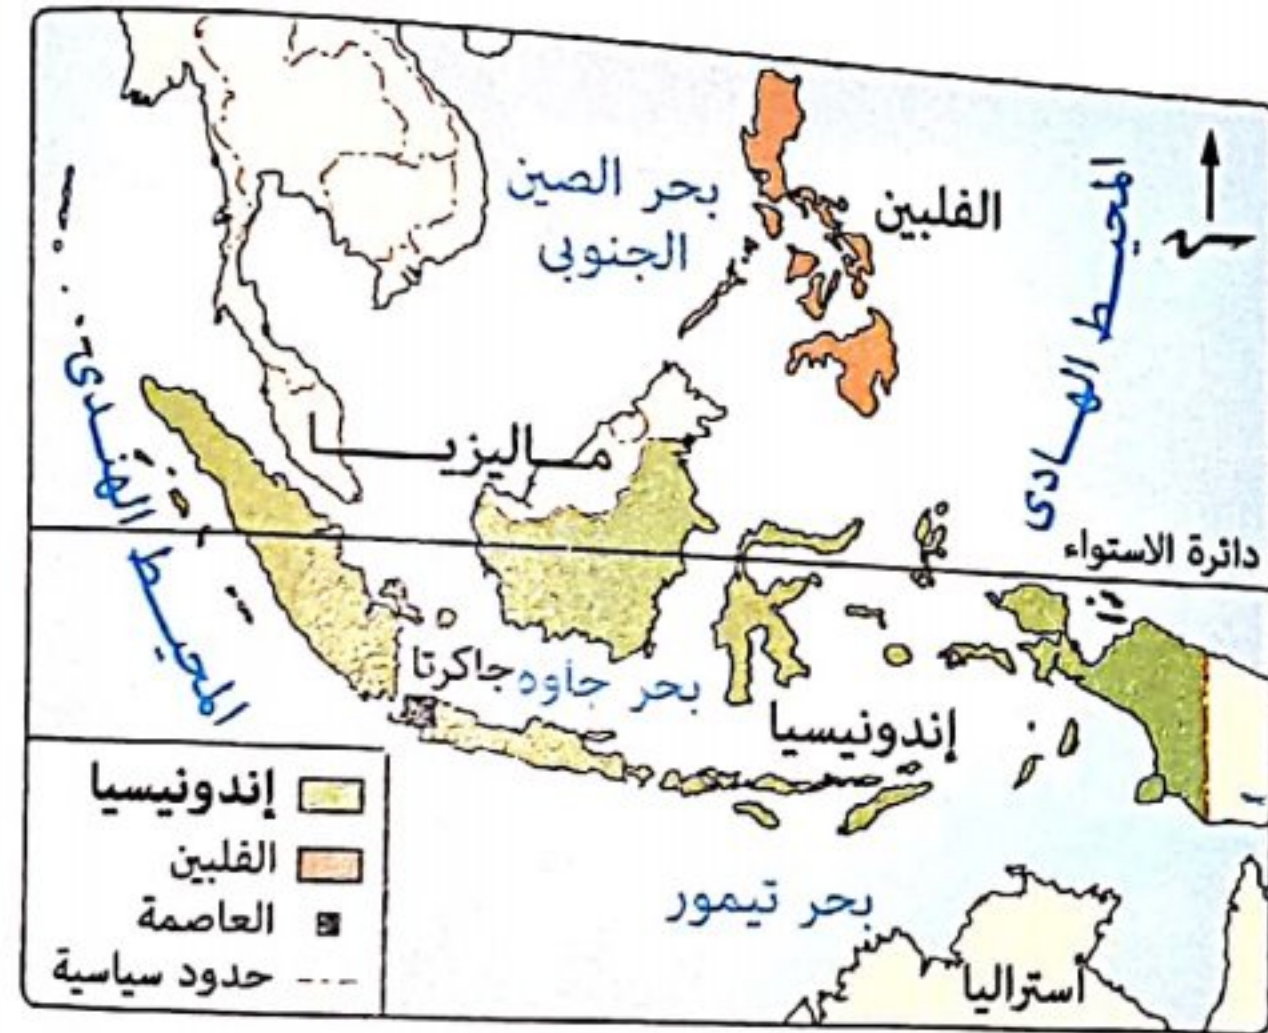 بحر الصين
الجنوبى
الفلبين
المحيط الهادى
المحيط الهندى
ماليزيا
دائرة الاستواء
جاكرتا
بحر جاوه
إندونيسيا
بحر تيمور
أستراليا
إندونيسيا
الفلبين
العاصمة
حدود سياسية